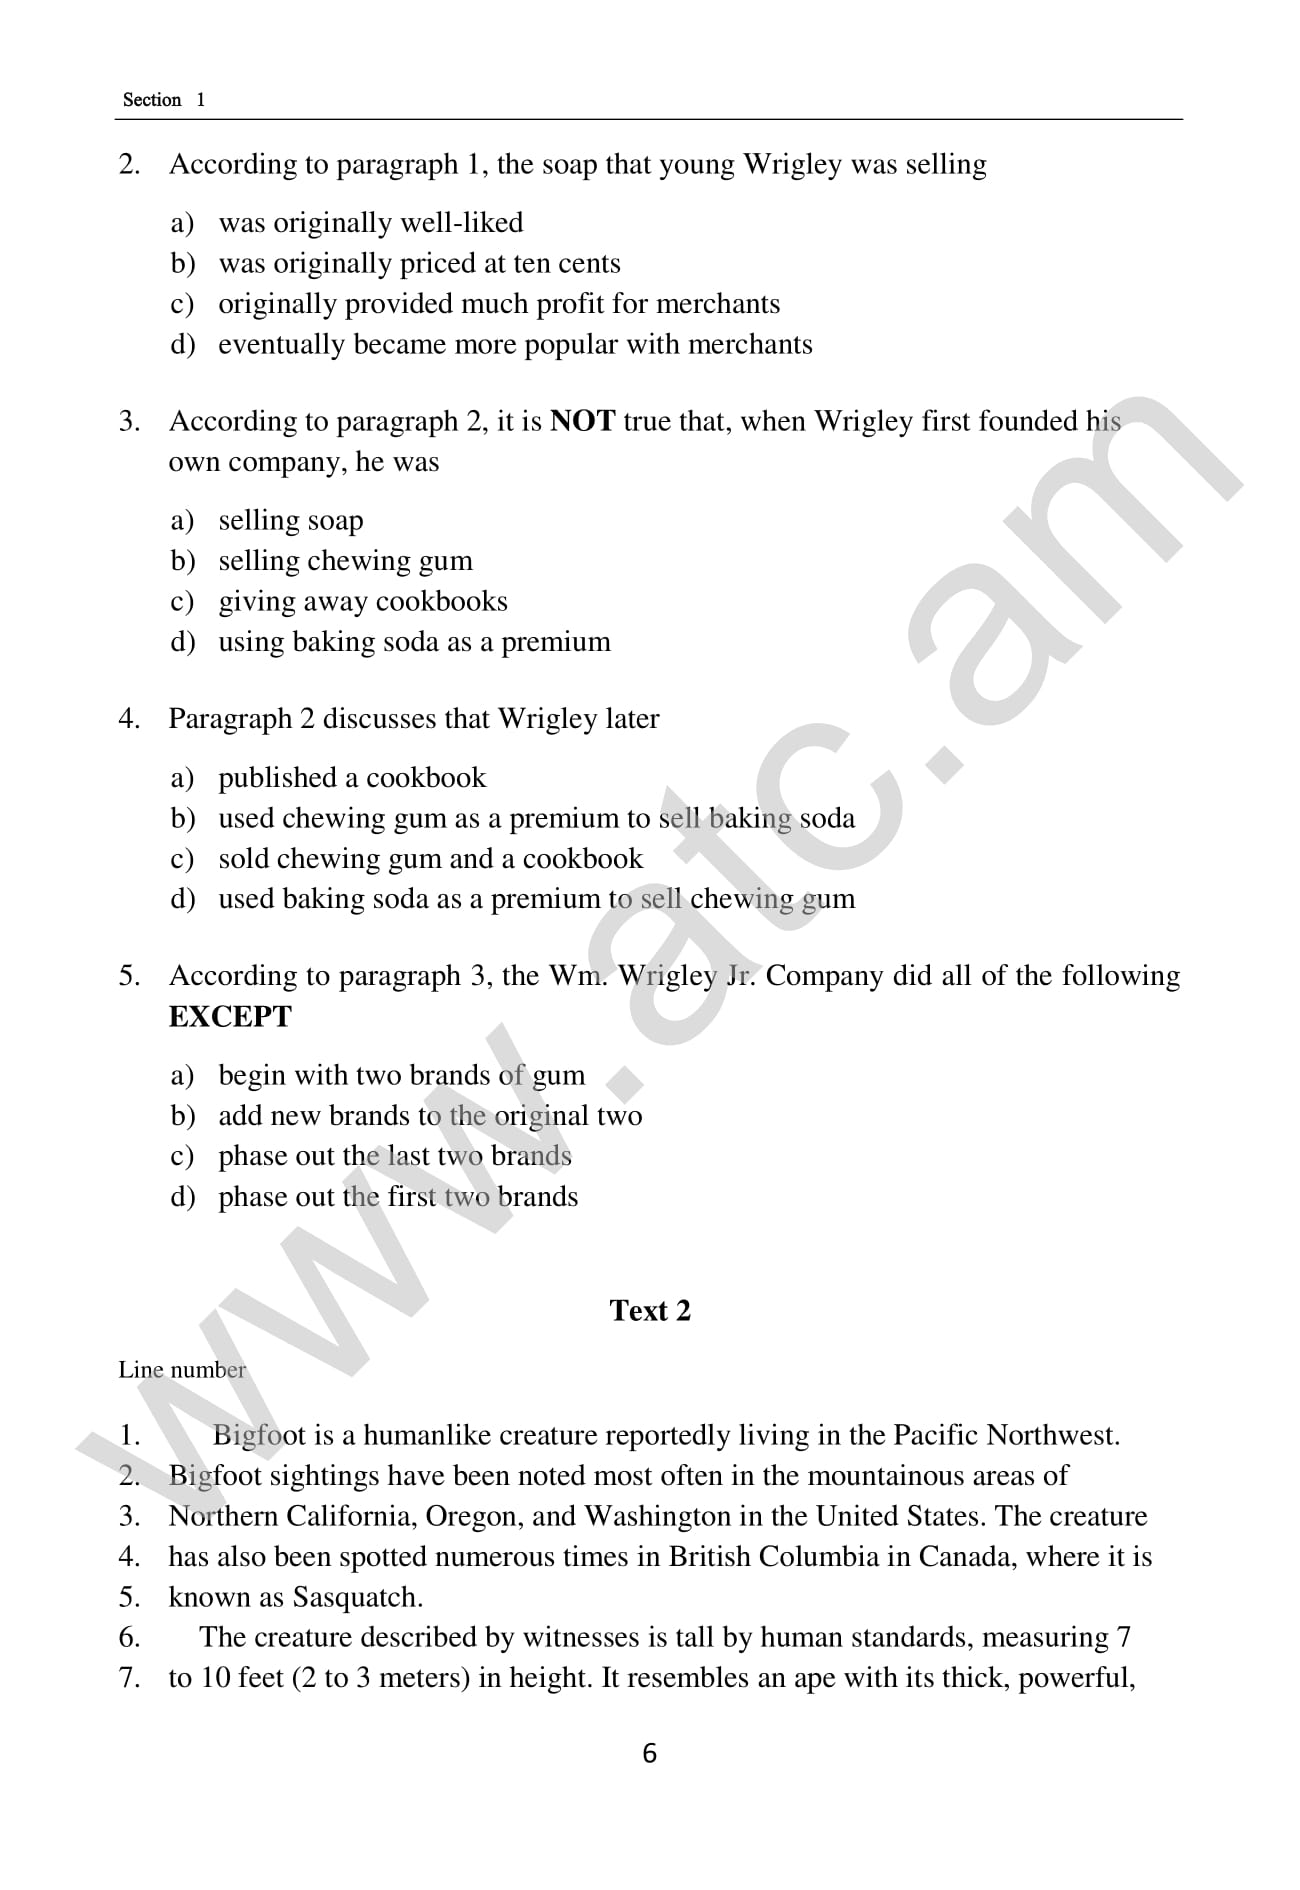 Section 1
2. According to paragraph 1, the soap that young Wrigley was selling
a) was originally well-liked
b) was originally priced at ten cents
c) originally provided much profit for merchants
d) eventually became more popular with merchants
3. According to paragraph 2, it is NOT true that, when Wrigley first founded his
own company, he was
a) selling soap
b) selling chewing gum
c) giving away cookbooks
d) using baking soda as a premium
4. Paragraph 2 discusses that Wrigley later
a) published a cookbook
b) used chewing gum as a premium to sell baking soda
c) sold chewing gum and a cookbook
d) used baking soda as a premium to sell chewing gum
5. According to paragraph 3, the Wm. Wrigley Jr. Company did all of the following
EXCEPT
a) begin with two brands of gum
b) add new brands to the original two
c) phase out the last two brands
d) phase out the first two brands
Text 2
Line number
1. Bigfoot is a humanlike creature reportedly living in the Pacific Northwest.
2. Bigfoot sightings have been noted most often in the mountainous areas of
3. Northern California, Oregon, and Washington in the United States. The creature
4. has also been spotted numerous times in British Columbia in Canada, where it is
5. known as Sasquatch.
6. The creature described by witnesses is tall by human standards, measuring 7
7. to 10 feet (2 to 3 meters) in height. It resembles an ape with its thick, powerful,
6
www.atc.am